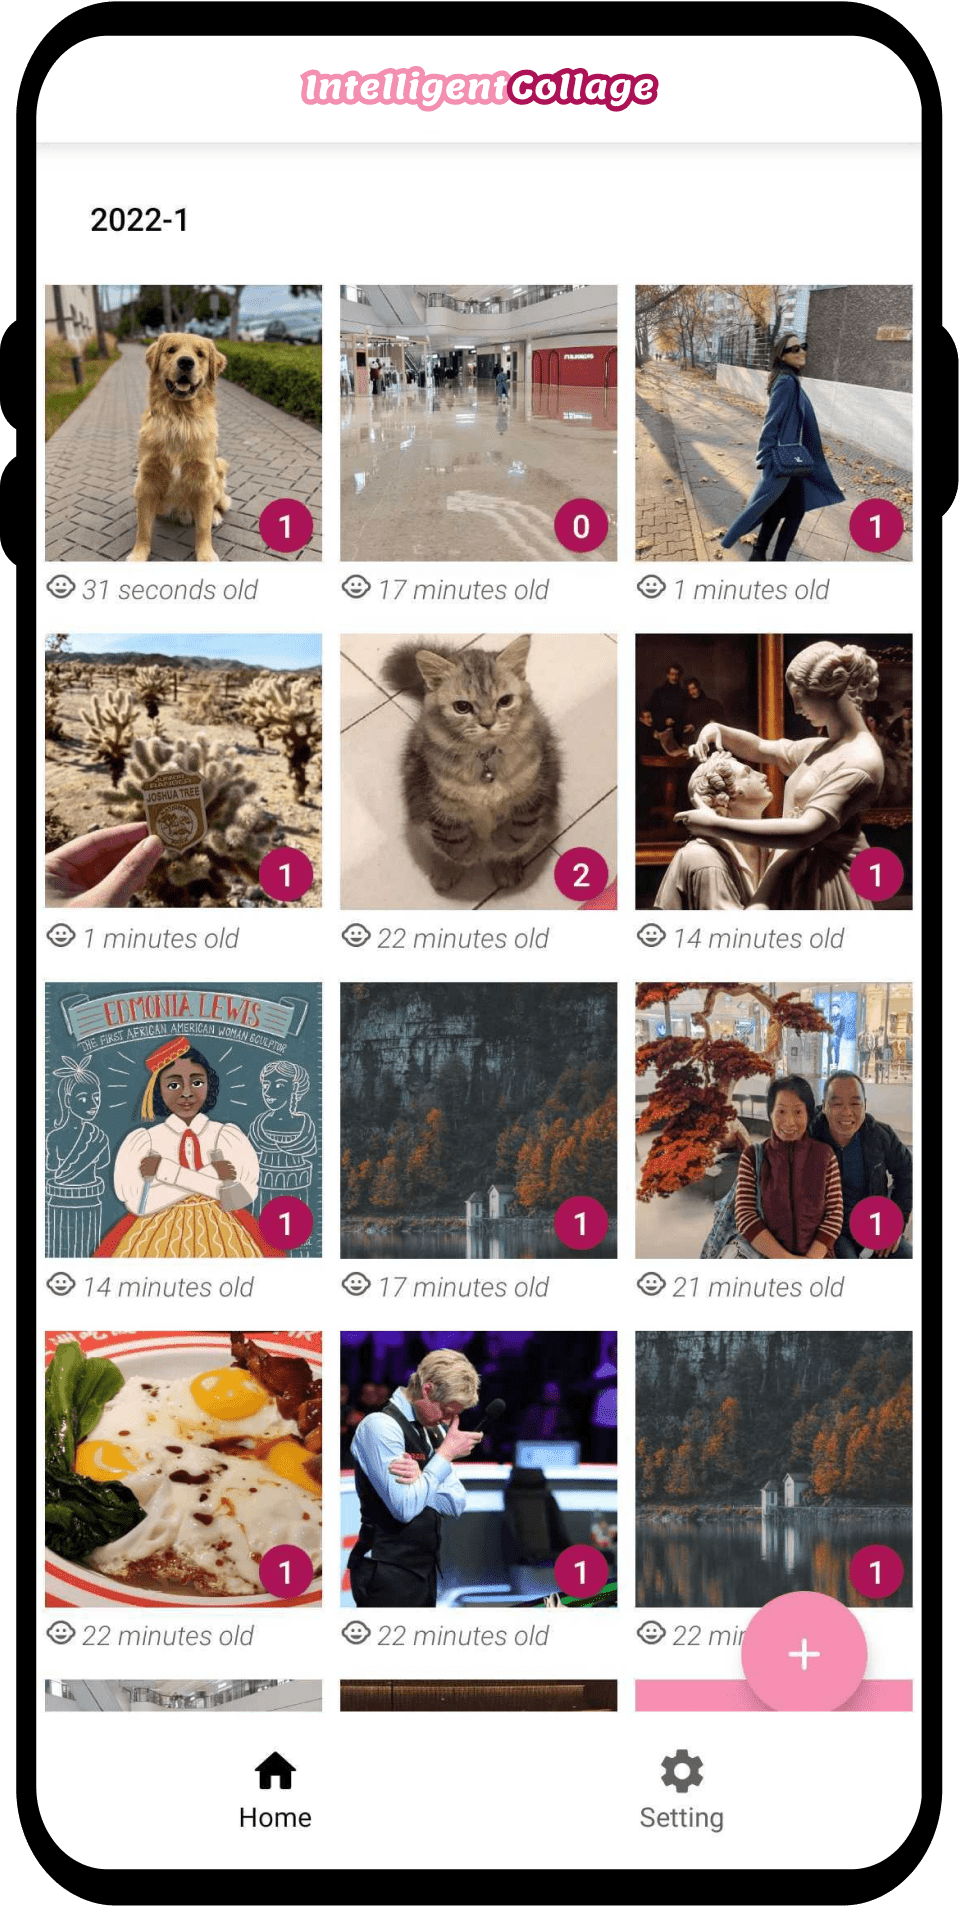 IntelligentCollage
2022-1
1
0
1
31 seconds old
17 minutes old
1 minutes old
JUNIOR
RANGER
JOSHUA TREE
NATIONAL
1
2
1
1 minutes old
22 minutes old
14 minutes old
EDMONIA LEWIS
THE FIRST AFRICAN AMERICAN WOMAN SCULPTOR
1
1
1
14 minutes old
17 minutes old
21 minutes old
1
1
1
22 minutes old
22 minutes old
22 mi
+
Home
Setting